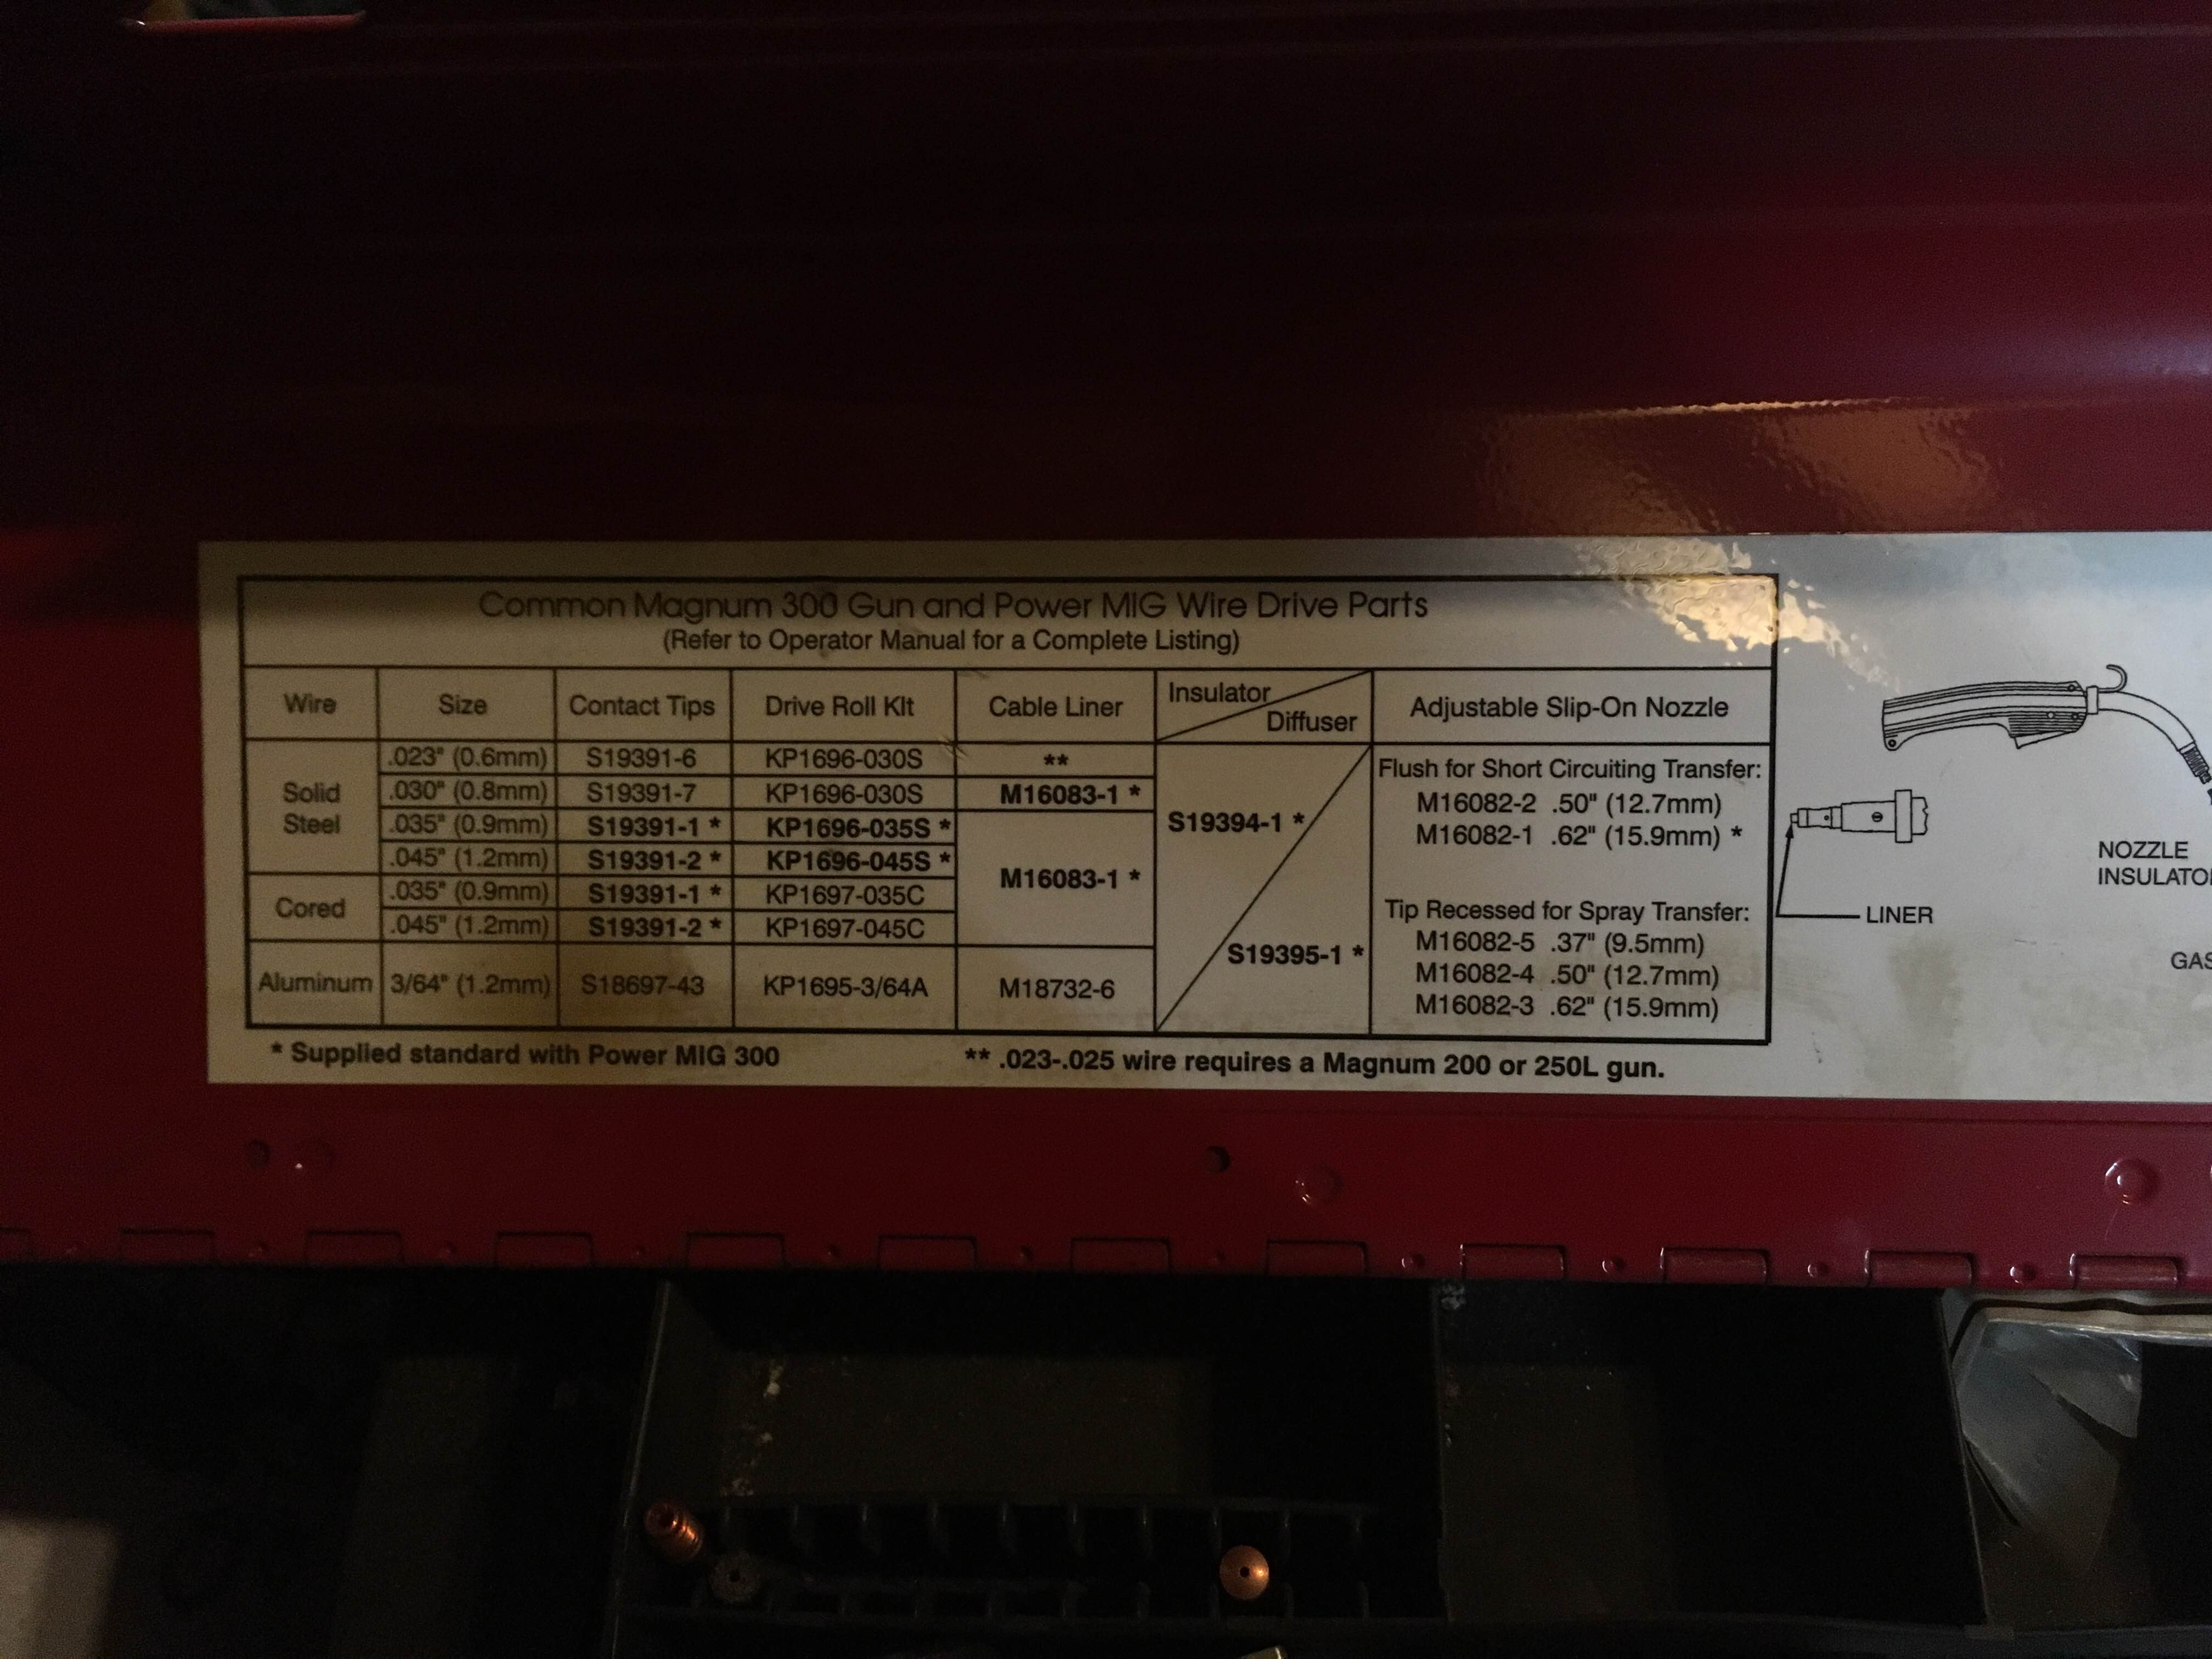 Common Magnum 300 Gun and Power MIG Wire Drive Parts
(Refer to Operator Manual for a Complete Listing)
Wire Size Contact Tips Drive Roll KIt Cable Liner Insulator Diffuser Adjustable Slip-On Nozzle
Solid Steel
.023" (0.6mm) S19391-6 KP1696-030S **
.030" (0.8mm) S19391-7 KP1696-030S M16083-1 *
.035" (0.9mm) S19391-1 * KP1696-035S *
.045" (1.2mm) S19391-2 * KP1696-045S *
Cored
.035" (0.9mm) S19391-1 * KP1697-035C
.045" (1.2mm) S19391-2 * KP1697-045C
M16083-1 *
Aluminum 3/64" (1.2mm) S18697-43 KP1695-3/64A M18732-6
S19394-1 *
S19395-1 *
Flush for Short Circuiting Transfer:
M16082-2 .50" (12.7mm)
M16082-1 .62" (15.9mm) *
Tip Recessed for Spray Transfer:
M16082-5 .37" (9.5mm)
M16082-4 .50" (12.7mm)
M16082-3 .62" (15.9mm)
* Supplied standard with Power MIG 300
** .023-.025 wire requires a Magnum 200 or 250L gun.
LINER
NOZZLE
INSULATO
GAS